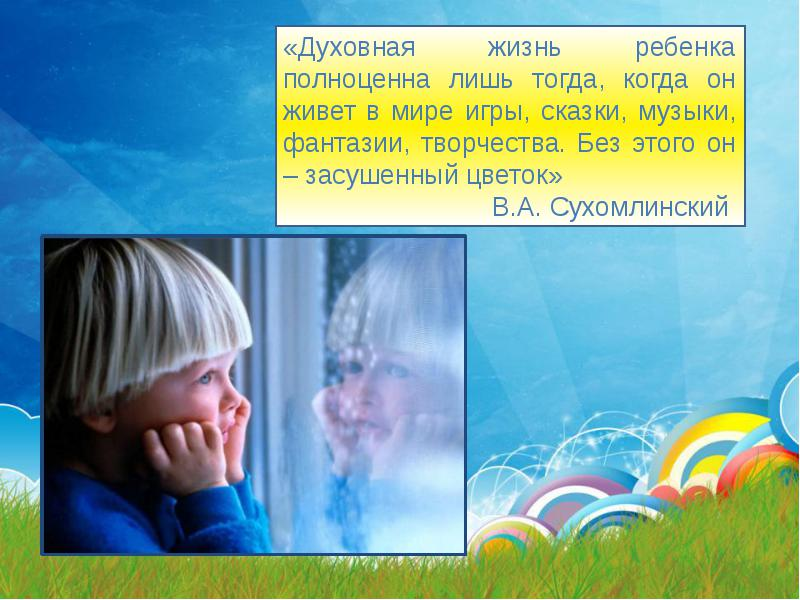 «Духовная жизнь ребенка
полноценна лишь тогда, когда он
живет в мире игры, сказки, музыки,
фантазии, творчества. Без этого он
– засушенный цветок»
В.А. Сухомлинский